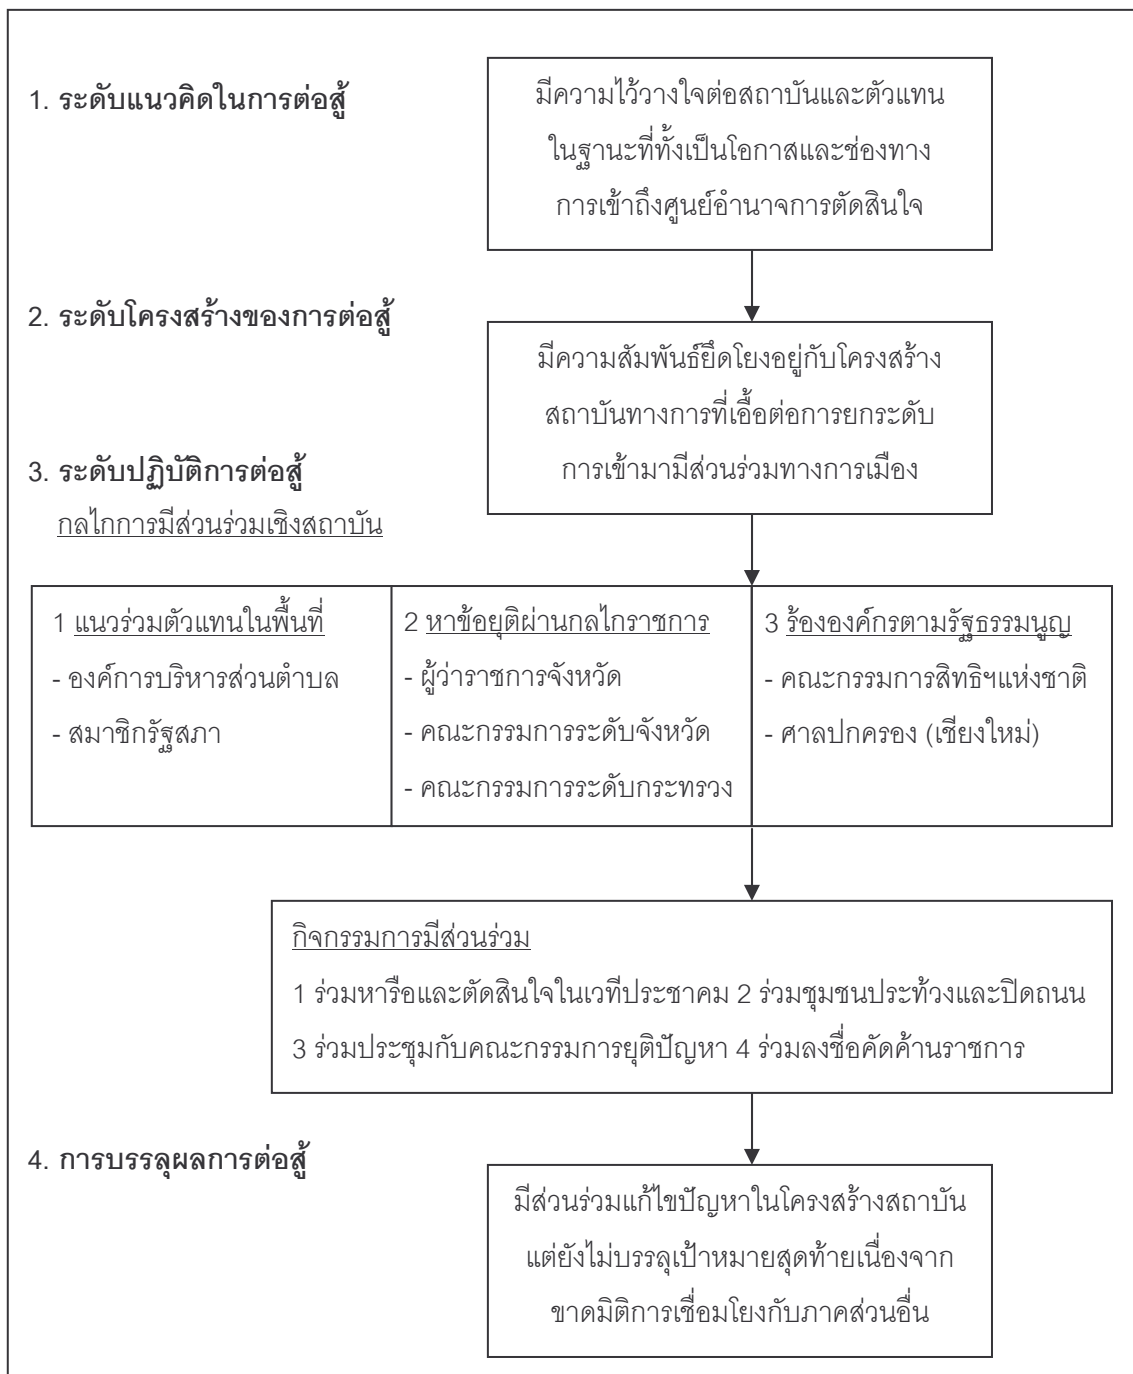 1. ระดับแนวคิดในการต่อสู้
มีความไว้วางใจต่อสถาบันและตัวแทน
ในฐานะที่ทั้งเป็นโอกาสและช่องทาง
การเข้าถึงศูนย์อำนาจการตัดสินใจ
2. ระดับโครงสร้างของการต่อสู้
มีความสัมพันธ์ยึดโยงอยู่กับโครงสร้าง
สถาบันทางการที่เอื้อต่อการยกระดับ
การเข้ามามีส่วนร่วมทางการเมือง
3. ระดับปฏิบัติการต่อสู้
กลไกการมีส่วนร่วมเชิงสถาบัน
1 แนวร่วมตัวแทนในพื้นที่
- องค์การบริหารส่วนตำบล
- สมาชิกรัฐสภา
2 หาข้อยุติผ่านกลไกราชการ
- ผู้ว่าราชการจังหวัด
- คณะกรรมการระดับจังหวัด
- คณะกรรมการระดับกระทรวง
3 ร้ององค์กรตามรัฐธรรมนูญ
- คณะกรรมการสิทธิฯแห่งชาติ
- ศาลปกครอง (เชียงใหม่)
กิจกรรมการมีส่วนร่วม
1 ร่วมหารือและตัดสินใจในเวทีประชาคม 2 ร่วมชุมชนประท้วงและปิดถนน
3 ร่วมประชุมกับคณะกรรมการยุติปัญหา 4 ร่วมลงชื่อคัดค้านราชการ
4. การบรรลุผลการต่อสู้
มีส่วนร่วมแก้ไขปัญหาในโครงสร้างสถาบัน
แต่ยังไม่บรรลุเป้าหมายสุดท้ายเนื่องจาก
ขาดมิติการเชื่อมโยงกับภาคส่วนอื่น